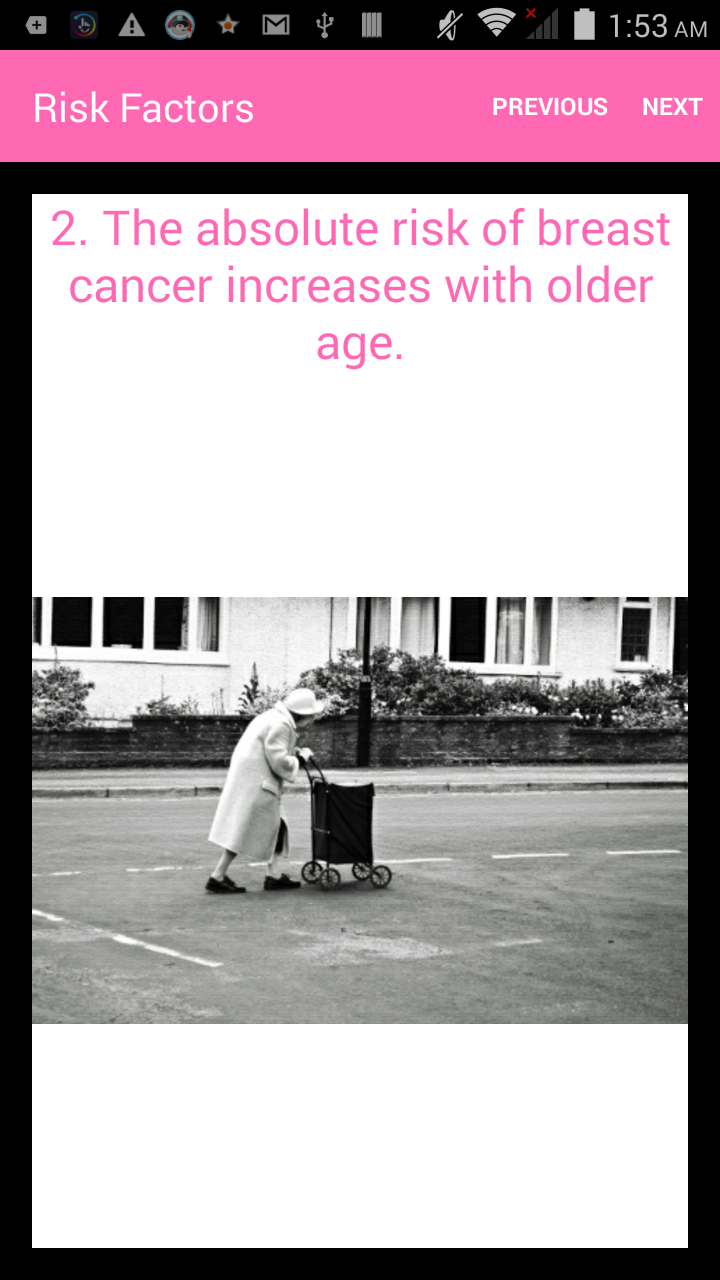 1:53 AM
Risk Factors PREVIOUS NEXT
2. The absolute risk of breast
cancer increases with older
age.